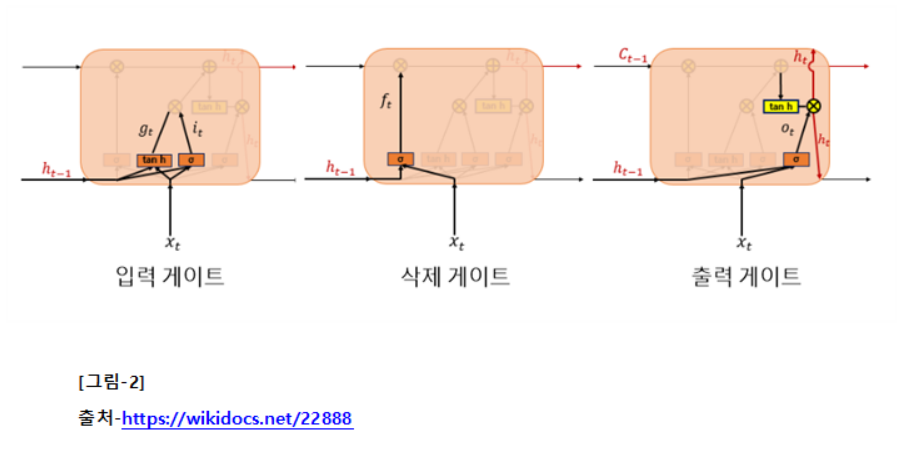 C_{t-1} h_t
f_t
tan h
g_t i_t o_t h_t
tan h σ σ σ
h_{t-1} h_{t-1} h_{t-1}
x_t x_t x_t
입력 게이트 삭제 게이트 출력 게이트
[그림-2]
출처-https://wikidocs.net/22888